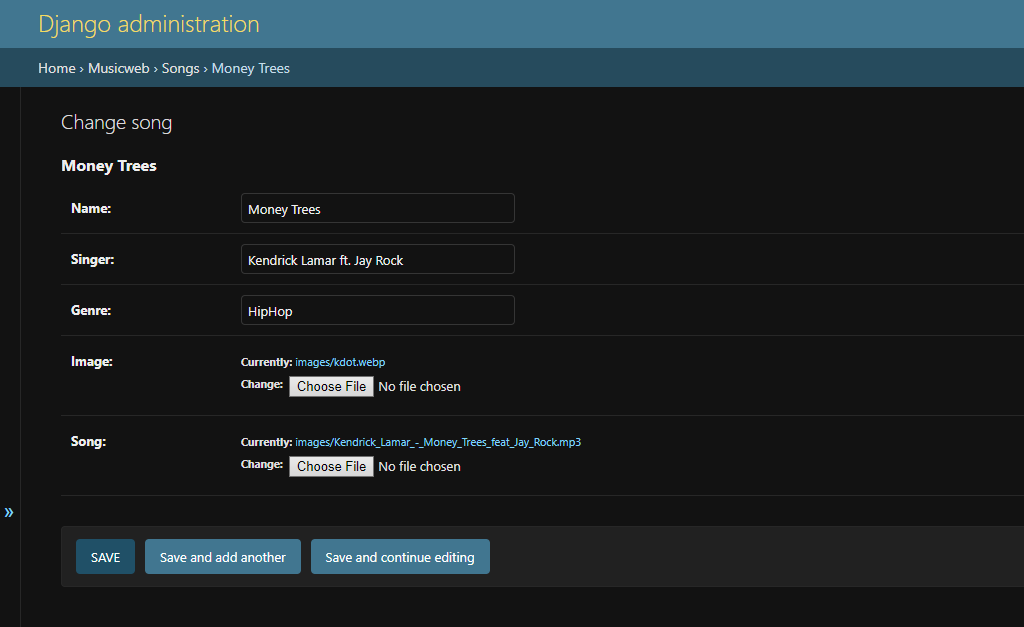 Django administration
Home › Musicweb › Songs › Money Trees
Change song
Money Trees
Name: Money Trees
Singer: Kendrick Lamar ft. Jay Rock
Genre: HipHop
Image: Currently: images/kdot.webp
Change: Choose File No file chosen
Song: Currently: images/Kendrick_Lamar_-_Money_Trees_feat_Jay_Rock.mp3
Change: Choose File No file chosen
»
SAVE Save and add another Save and continue editing